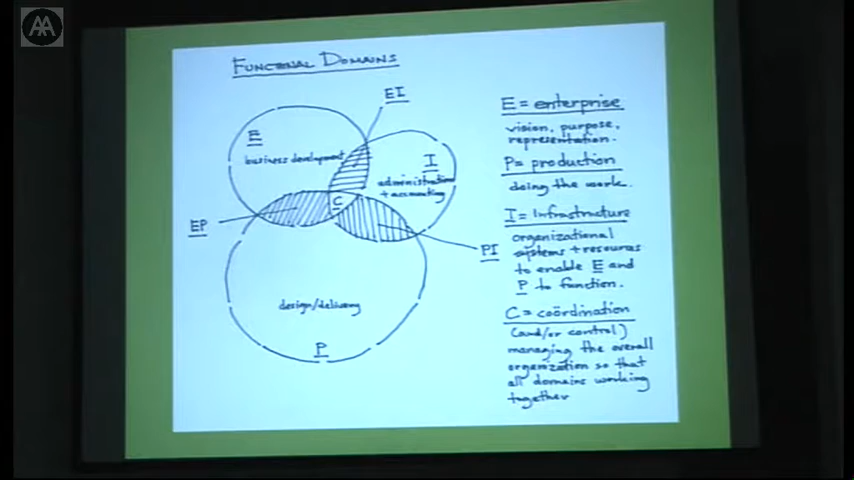 AA
FUNCTIONAL DOMAINS
EI
E
business development
I
administration
+ accounting
C
EP
PI
design/delivery
P
E = enterprise
vision, purpose,
representation.
P = production
doing the work.
I = infrastructure
organizational
systems + resources
to enable E and
P to function.
C = coördination
(and/or control)
managing the overall
organization so that
all domains working
together